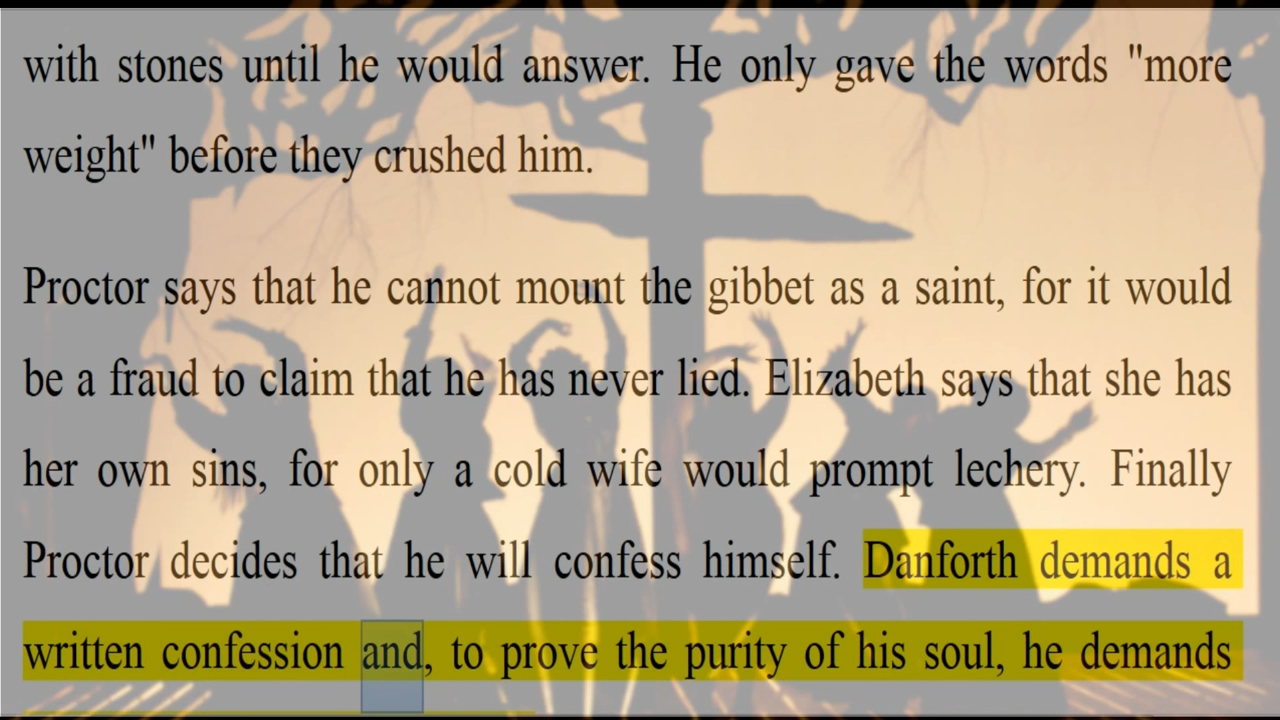 with stones until he would answer. He only gave the words "more
weight" before they crushed him.
Proctor says that he cannot mount the gibbet as a saint, for it would
be a fraud to claim that he has never lied. Elizabeth says that she has
her own sins, for only a cold wife would prompt lechery. Finally
Proctor decides that he will confess himself. Danforth demands a
written confession and, to prove the purity of his soul, he demands